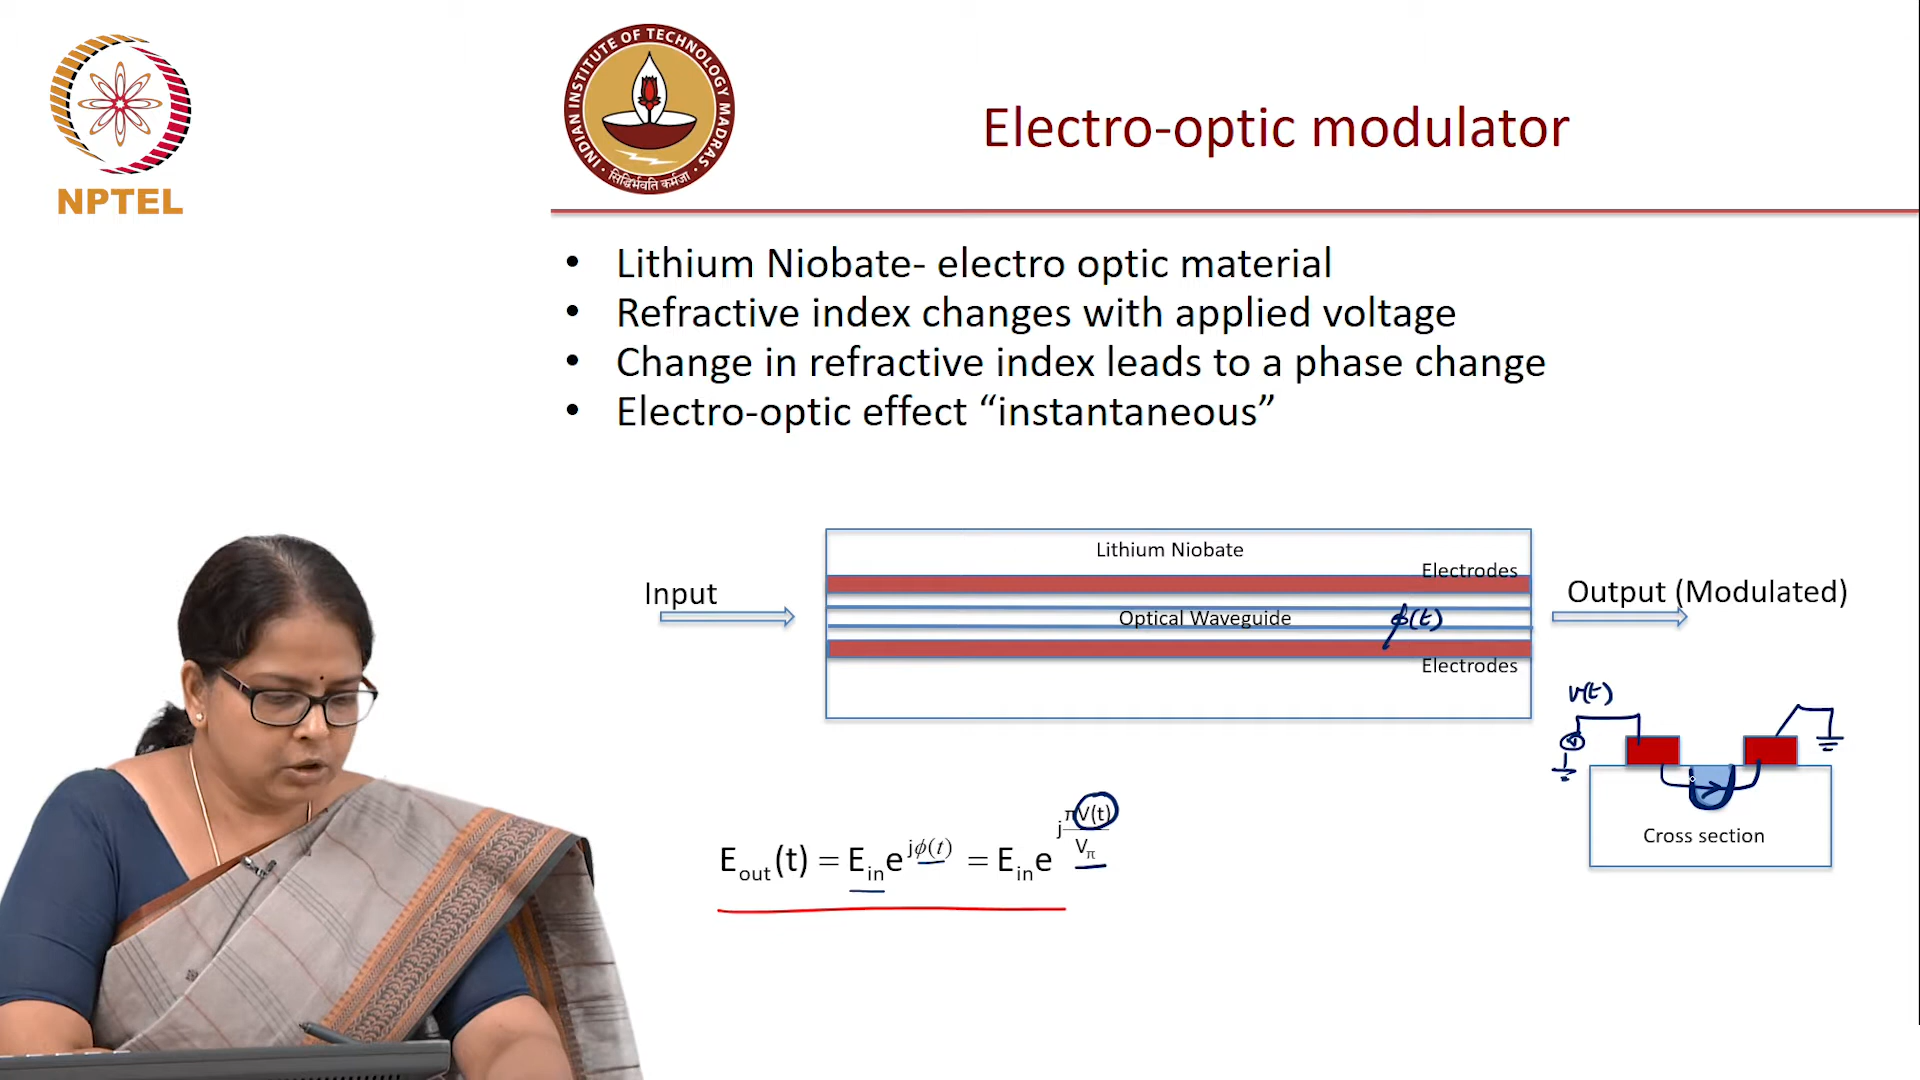 NPTEL
INDIAN INSTITUTE OF TECHNOLOGY MADRAS
सिद्धिर्भवति कर्मजा
Electro-optic modulator
• Lithium Niobate- electro optic material
• Refractive index changes with applied voltage
• Change in refractive index leads to a phase change
• Electro-optic effect “instantaneous”
Lithium Niobate
Electrodes
Input
Optical Waveguide
ϕ(t)
Output (Modulated)
Electrodes
V(t)
V
Cross section
E_out(t) = E_in e^{jϕ(t)} = E_in e^{j πV(t)/V_π}